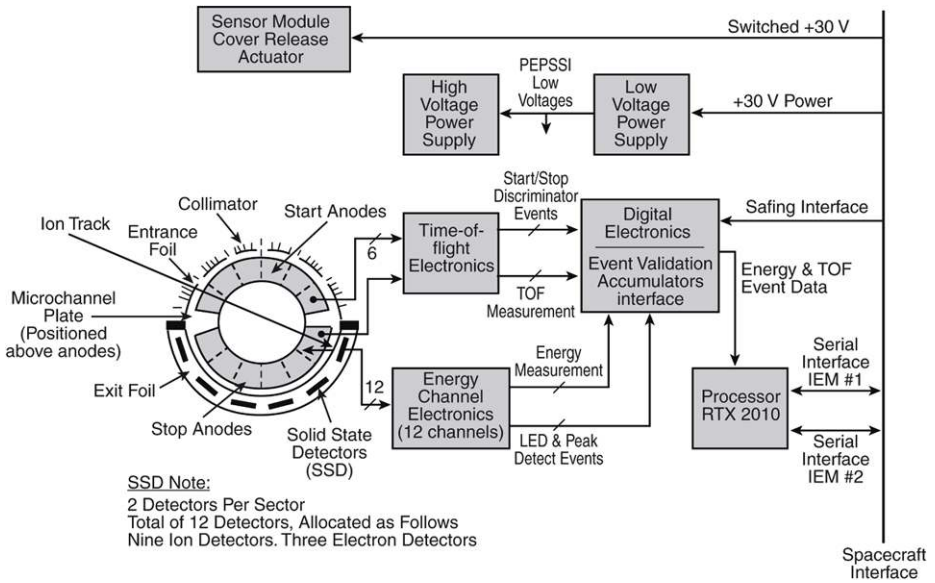 Sensor Module
Cover Release
Actuator
Switched +30 V
High
Voltage
Power
Supply
PEPSSI
Low
Voltages
Low
Voltage
Power
Supply
+30 V Power
Ion Track
Collimator
Entrance
Foil
Start Anodes
Microchannel
Plate
(Positioned
above anodes)
Exit Foil
Stop Anodes
Solid State
Detectors
(SSD)
6
12
Time-of-
flight
Electronics
Start/Stop
Discriminator
Events
TOF
Measurement
Digital
Electronics
Event Validation
Accumulators
interface
Safing Interface
Energy & TOF
Event Data
Energy
Channel
Electronics
(12 channels)
Energy
Measurement
LED & Peak
Detect Events
Processor
RTX 2010
Serial
Interface
IEM #1
Serial
Interface
IEM #2
SSD Note:
2 Detectors Per Sector
Total of 12 Detectors, Allocated as Follows
Nine Ion Detectors. Three Electron Detectors
Spacecraft
Interface